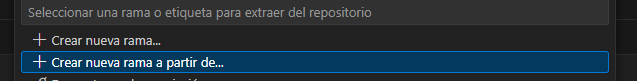 Seleccionar una rama o etiqueta para extraer del repositorio
Crear nueva rama...
Crear nueva rama a partir de...